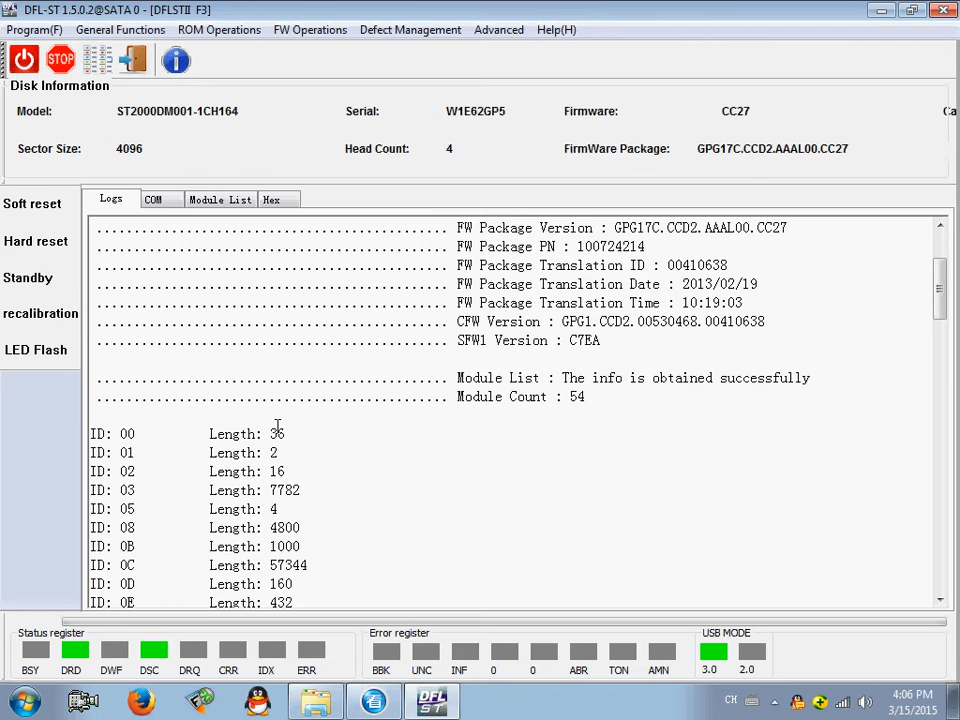 DFL-ST 1.5.0.2@SATA 0 - [DFLSTII F3]
Program(F) General Functions ROM Operations FW Operations Defect Management Advanced Help(H)
STOP
Disk Information
Model: ST2000DM001-1CH164 Serial: W1E62GP5 Firmware: CC27 Ca
Sector Size: 4096 Head Count: 4 FirmWare Package: GPG17C.CCD2.AAAL00.CC27
Soft reset
Hard reset
Standby
recalibration
LED Flash
Logs COM Module List Hex
............................................... FW Package Version : GPG17C.CCD2.AAAL00.CC27
............................................... FW Package PN : 100724214
............................................... FW Package Translation ID : 00410638
............................................... FW Package Translation Date : 2013/02/19
............................................... FW Package Translation Time : 10:19:03
............................................... CFW Version : GPG1.CCD2.00530468.00410638
............................................... SFW1 Version : C7EA
............................................... Module List : The info is obtained successfully
............................................... Module Count : 54
ID: 00 Length: 36
ID: 01 Length: 2
ID: 02 Length: 16
ID: 03 Length: 7782
ID: 05 Length: 4
ID: 08 Length: 4800
ID: 0B Length: 1000
ID: 0C Length: 57344
ID: 0D Length: 160
ID: 0E Length: 432
Status register Error register USB MODE
BSY DRD DWF DSC DRQ CRR IDX ERR BBK UNC INF 0 0 ABR TON AMN 3.0 2.0
DFL ST
CH 4:06 PM
3/15/2015